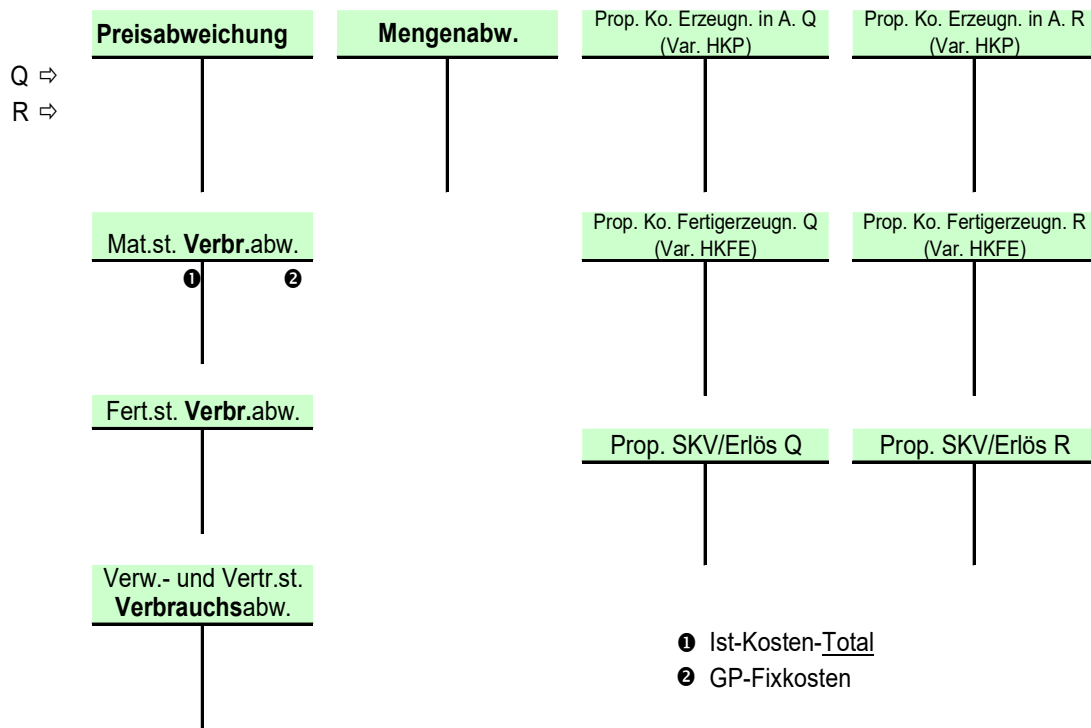 Preisabweichung
Mengenabw.
Prop. Ko. Erzeugn. in A. Q
(Var. HKP)
Prop. Ko. Erzeugn. in A. R
(Var. HKP)
Q ⇨
R ⇨
Mat.st. Verbr.abw.
❶ ❷
Prop. Ko. Fertigerzeugn. Q
(Var. HKFE)
Prop. Ko. Fertigerzeugn. R
(Var. HKFE)
Fert.st. Verbr.abw.
Prop. SKV/Erlös Q
Prop. SKV/Erlös R
Verw.- und Vertr.st.
Verbrauchsabw.
❶ Ist-Kosten-Total
❷ GP-Fixkosten